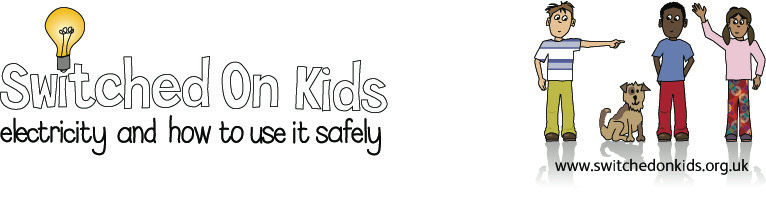 Switched On Kids
electricity and how to use it safely
www.switchedonkids.org.uk